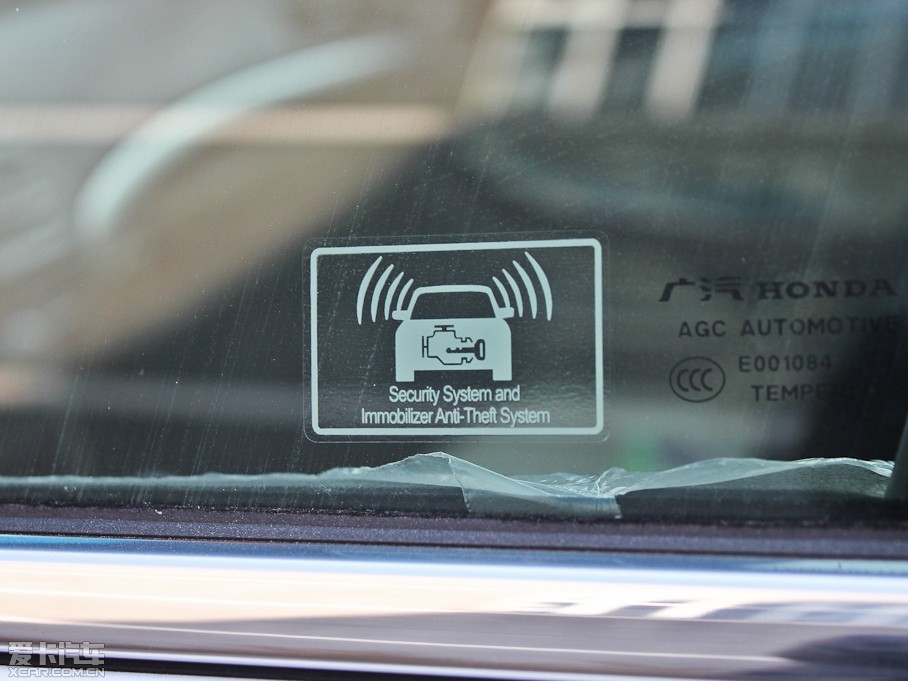 Security System and
Immobilizer Anti-Theft System
广汽 HONDA
AGC AUTOMOTIVE
CCC E001084
爱卡汽车
XCAR.COM.CN